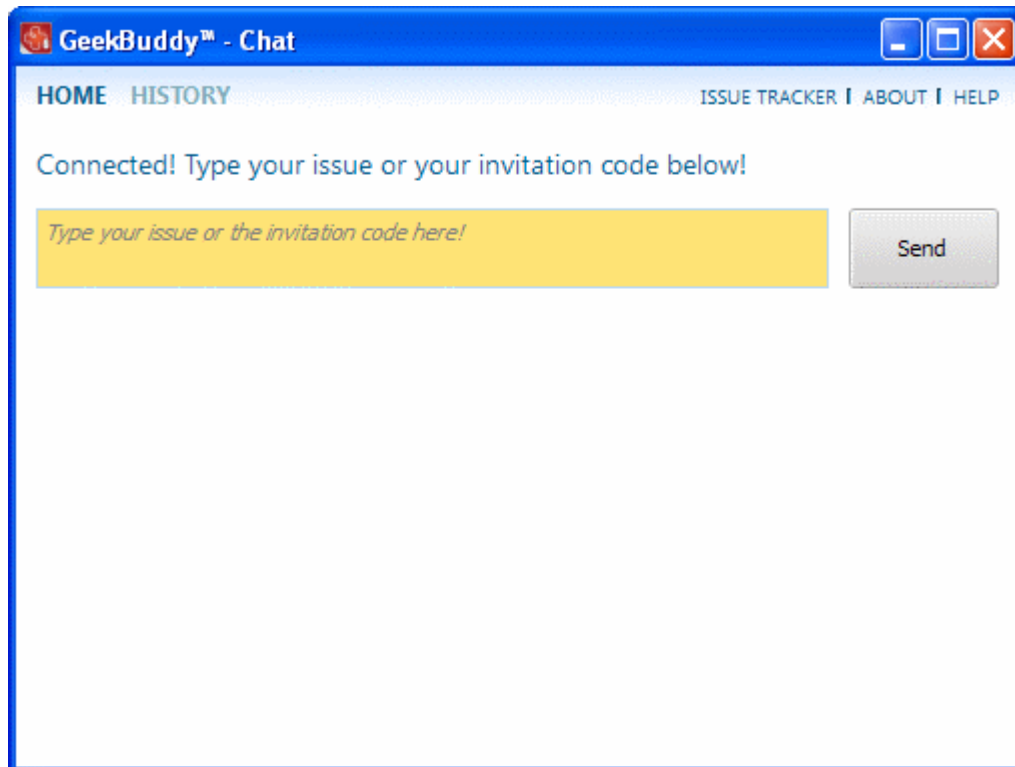 GeekBuddy™ - Chat
HOME HISTORY ISSUE TRACKER | ABOUT | HELP
Connected! Type your issue or your invitation code below!
Type your issue or the invitation code here!
Send